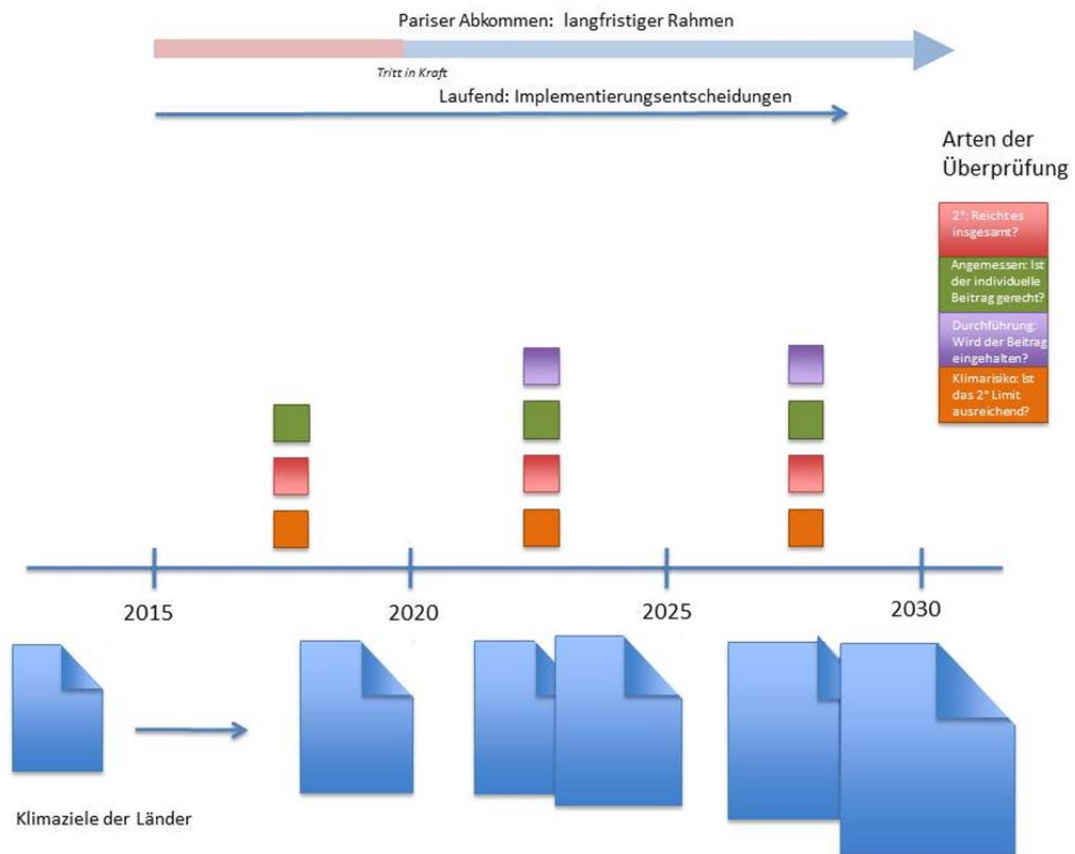 Pariser Abkommen: langfristiger Rahmen
Tritt in Kraft
Laufend: Implementierungsentscheidungen
Arten der
Überprüfung
2°: Reicht es
insgesamt?
Angemessen: Ist
der individuelle
Beitrag gerecht?
Durchführung:
Wird der Beitrag
eingehalten?
Klimarisiko: Ist
das 2° Limit
ausreichend?
2015
2020
2025
2030
Klimaziele der Länder